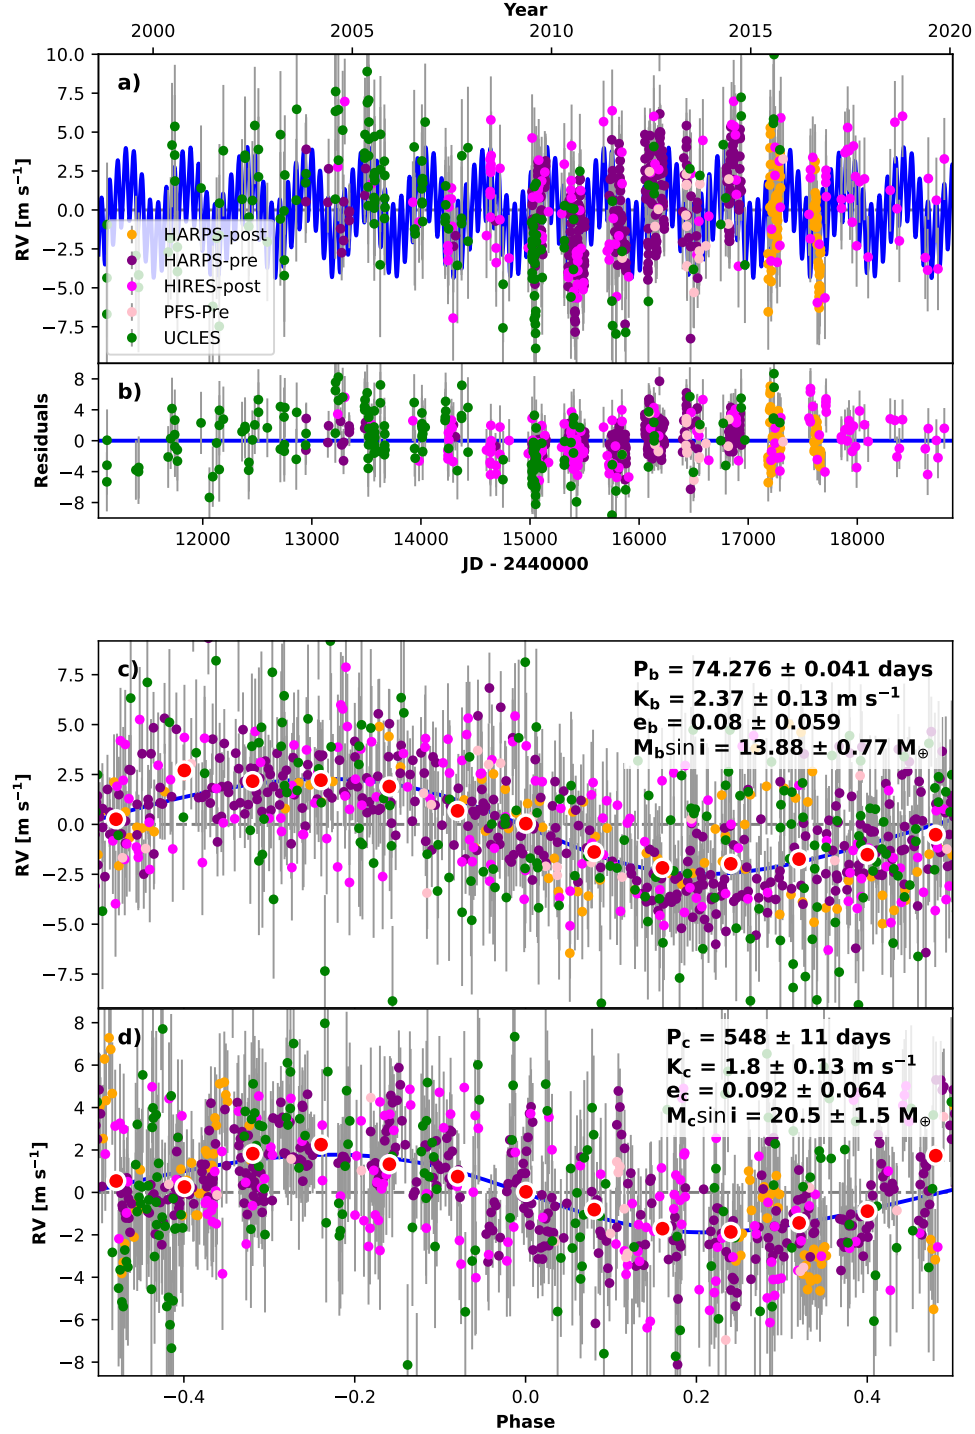 Year
2000 2005 2010 2015 2020
a)
10.0
7.5
5.0
2.5
0.0
−2.5
−5.0
−7.5
RV [m s⁻¹]
HARPS-post
HARPS-pre
HIRES-post
PFS-Pre
UCLES
b)
8
4
0
−4
−8
Residuals
12000 13000 14000 15000 16000 17000 18000
JD - 2440000
c)
P_b = 74.276 ± 0.041 days
K_b = 2.37 ± 0.13 m s⁻¹
e_b = 0.08 ± 0.059
M_b sin i = 13.88 ± 0.77 M⊕
7.5
5.0
2.5
0.0
−2.5
−5.0
−7.5
RV [m s⁻¹]
d)
P_c = 548 ± 11 days
K_c = 1.8 ± 0.13 m s⁻¹
e_c = 0.092 ± 0.064
M_c sin i = 20.5 ± 1.5 M⊕
8
6
4
2
0
−2
−4
−6
−8
RV [m s⁻¹]
−0.4 −0.2 0.0 0.2 0.4
Phase